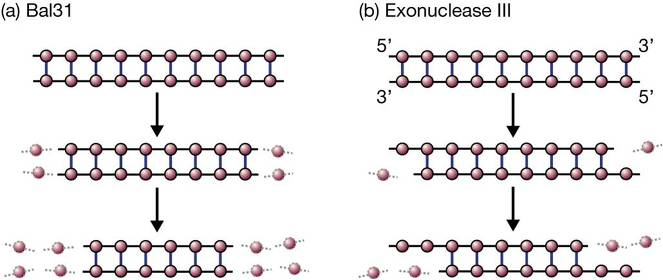 (a) Bal31
(b) Exonuclease III
5’ 3’
3’ 5’